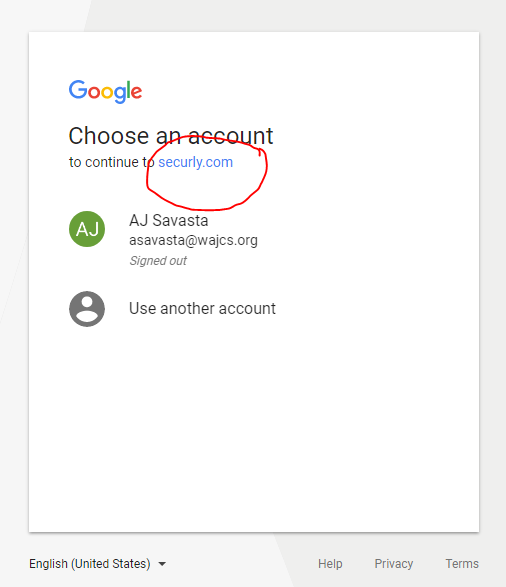 Google
Choose an account
to continue to securly.com
AJ
AJ Savasta
asavasta@wajcs.org
Signed out
Use another account
English (United States)
Help
Privacy
Terms